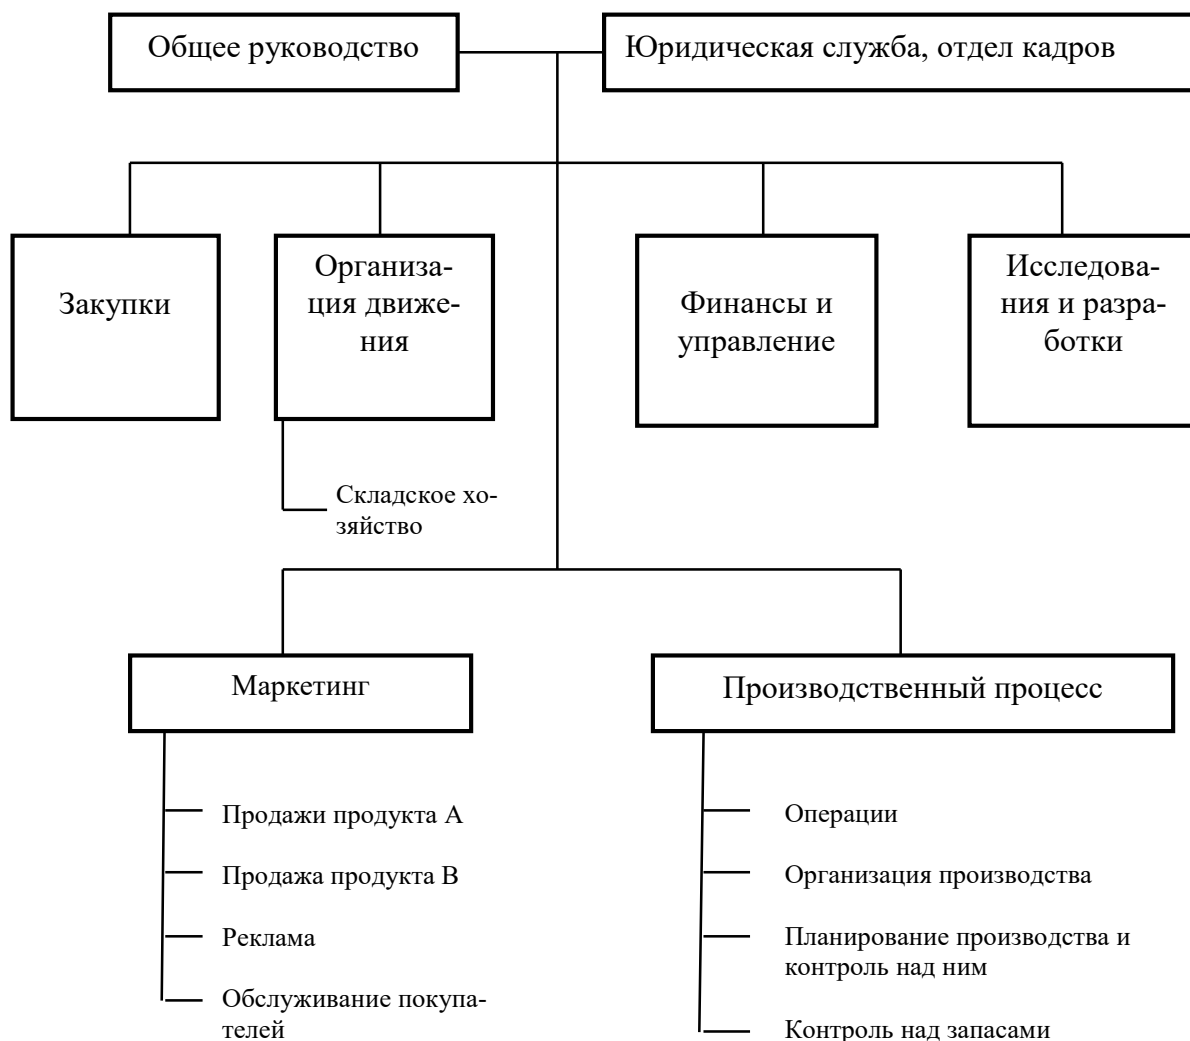 Общее руководство
Юридическая служба, отдел кадров
Закупки
Организа-
ция движе-
ния
Финансы и
управление
Исследова-
ния и разра-
ботки
Складское хо-
зяйство
Маркетинг
Производственный процесс
Продажи продукта А
Продажа продукта В
Реклама
Обслуживание покупа-
телей
Операции
Организация производства
Планирование производства и
контроль над ним
Контроль над запасами